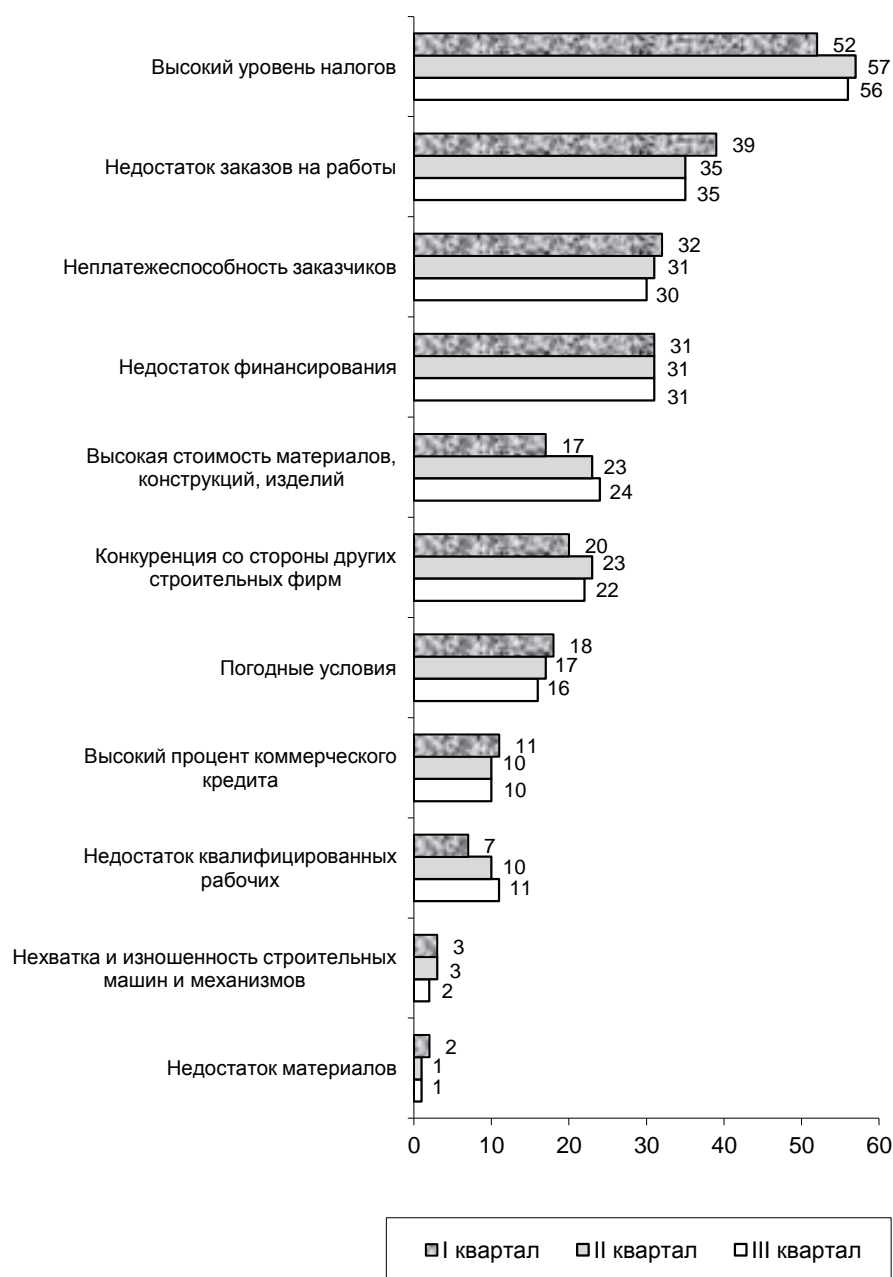 Высокий уровень налогов
52
57
56
Недостаток заказов на работы
39
35
35
Неплатежеспособность заказчиков
32
31
30
Недостаток финансирования
31
31
31
Высокая стоимость материалов,
конструкций, изделий
17
23
24
Конкуренция со стороны других
строительных фирм
20
23
22
Погодные условия
18
17
16
Высокий процент коммерческого
кредита
11
10
10
Недостаток квалифицированных
рабочих
7
10
11
Нехватка и изношенность строительных
машин и механизмов
3
3
2
Недостаток материалов
2
1
1
0 10 20 30 40 50 60
I квартал II квартал III квартал